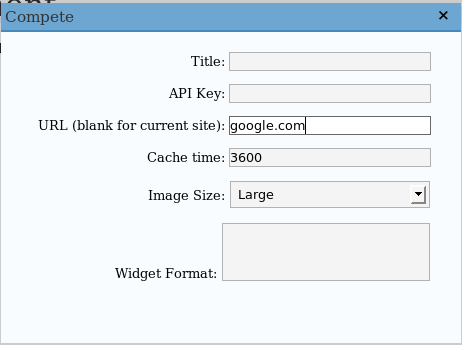 Compete ×
Title:
API Key:
URL (blank for current site): google.com
Cache time: 3600
Image Size: Large
Widget Format: